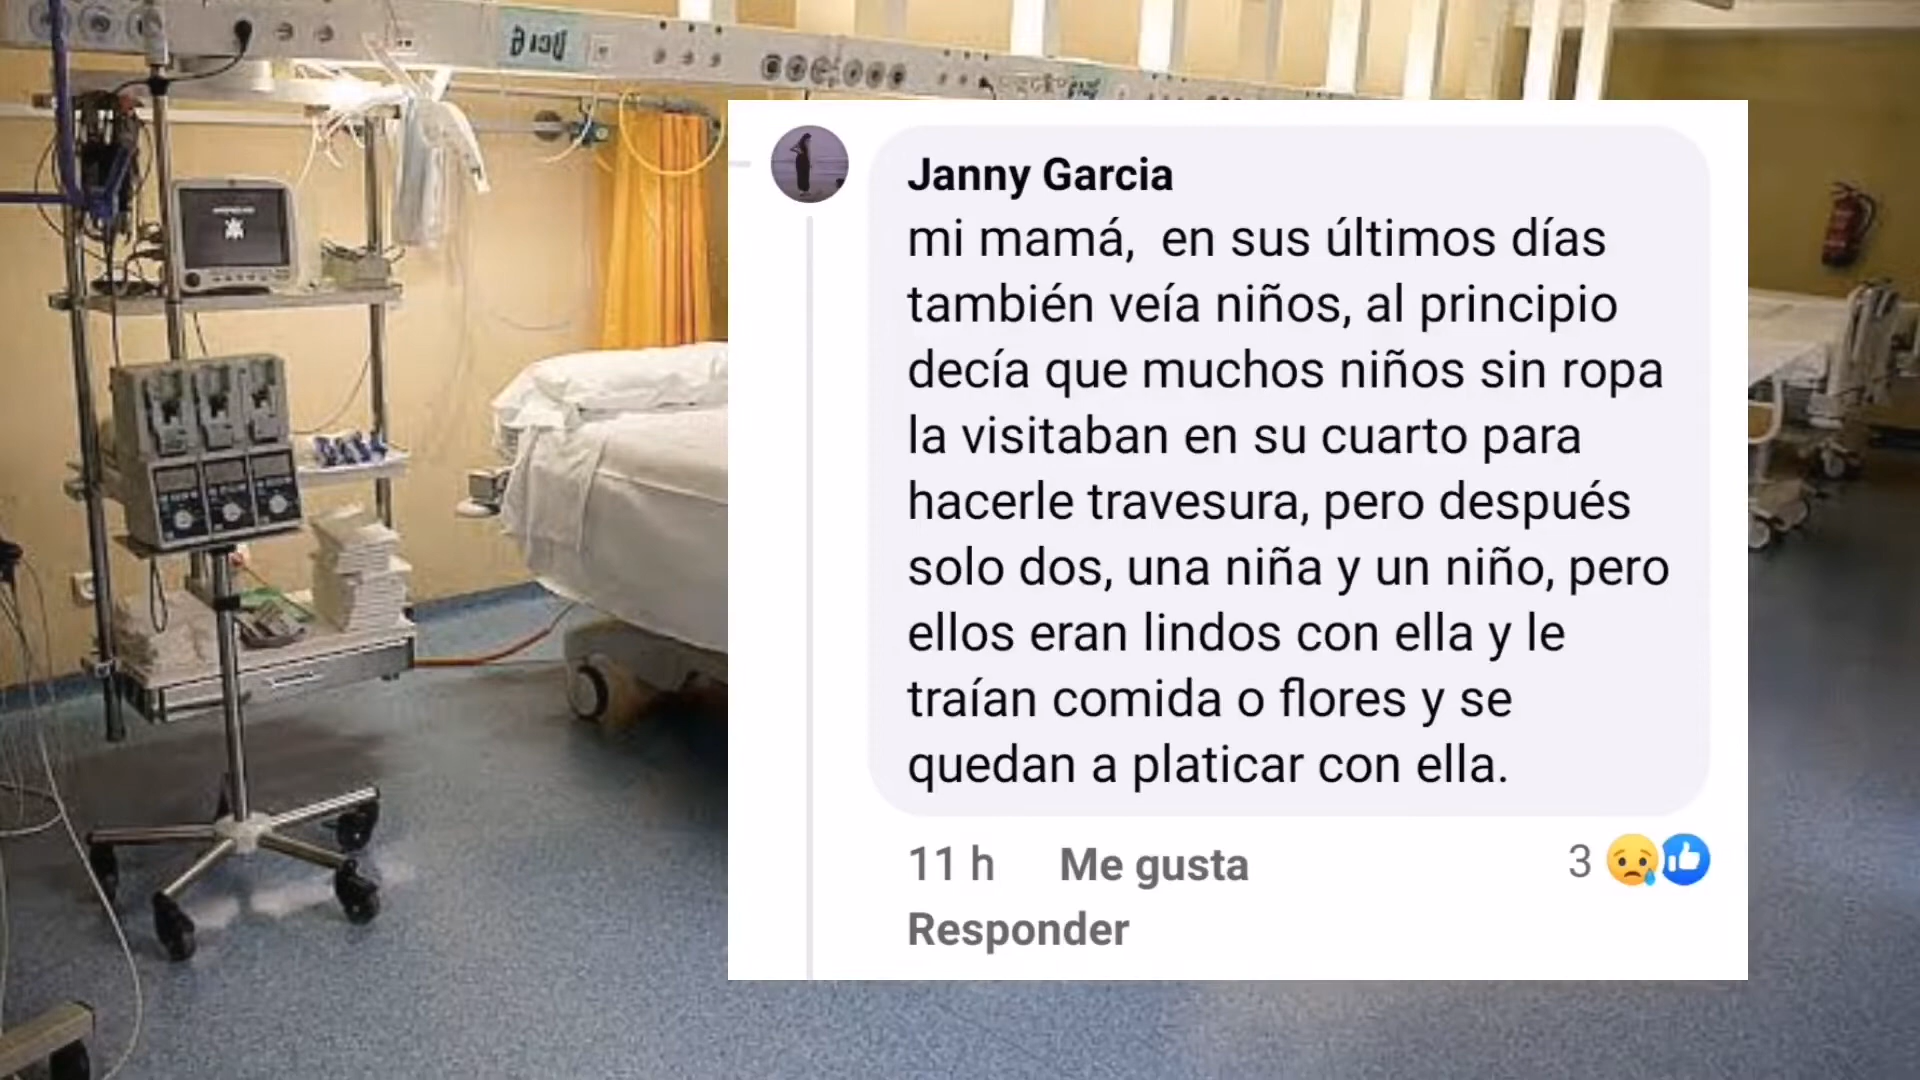 Janny Garcia
mi mamá,  en sus últimos días
también veía niños, al principio
decía que muchos niños sin ropa
la visitaban en su cuarto para
hacerle travesura, pero después
solo dos, una niña y un niño, pero
ellos eran lindos con ella y le
traían comida o flores y se
quedan a platicar con ella.
11 h Me gusta 3
Responder